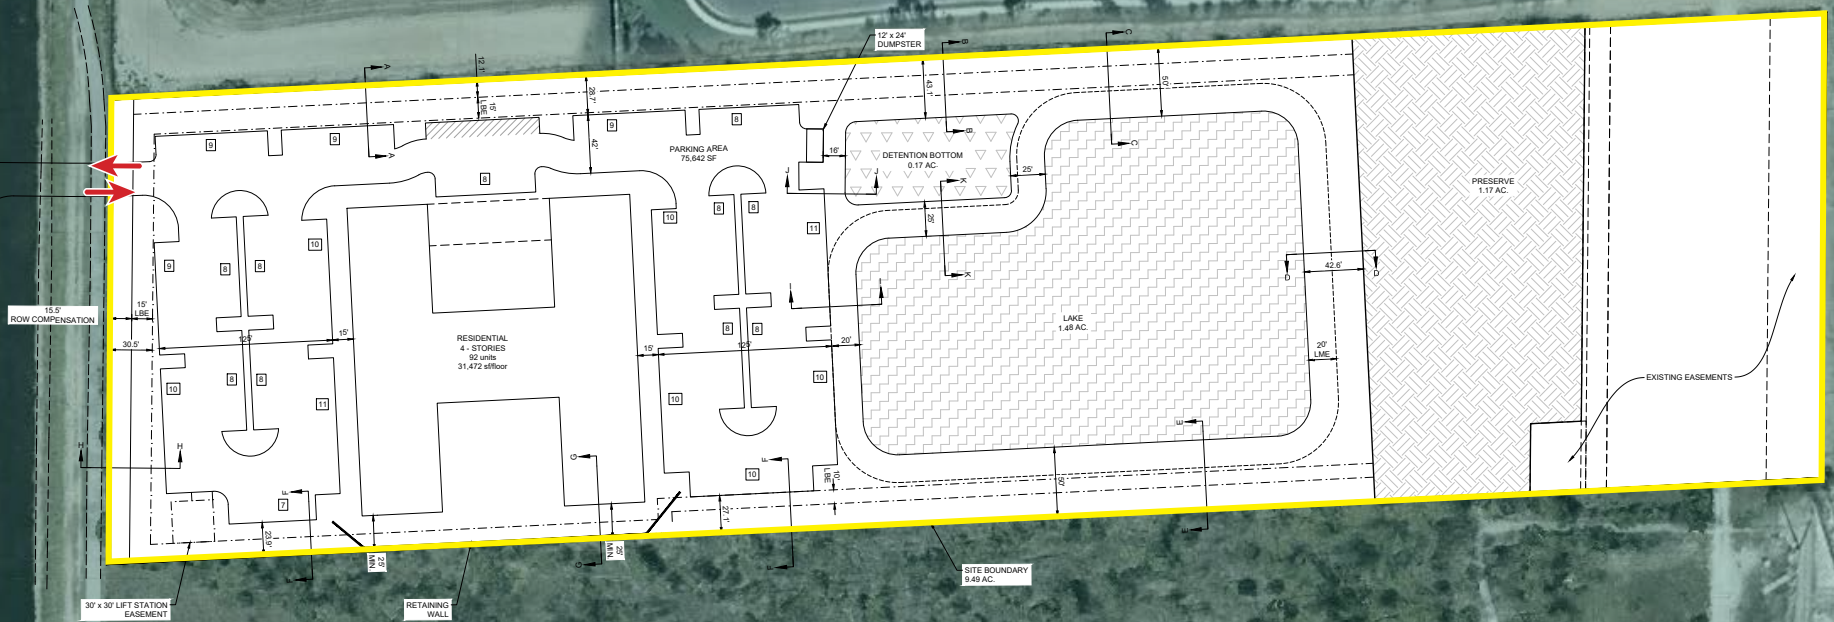 12' x 24'
DUMPSTER
B
C
A
12.1'
15'
LBE
28.7'
43.1'
50'
9
9
9
8
42'
PARKING AREA
75,642 SF
B
C
A
16'
DETENTION BOTTOM
0.17 AC.
25'
J
J
K
8
8
8
10
10
11
25'
PRESERVE
1.17 AC.
9
8
8
K
I
I
D
D
42.6'
15.5'
ROW COMPENSATION
15'
LBE
30.5'
125'
15'
RESIDENTIAL
4 - STORIES
92 units
31,472 sf/floor
15'
8
8
125'
20'
LAKE
1.48 AC.
20'
LME
EXISTING EASEMENTS
10
8
8
11
10
10
E
H
H
G
F
10
10'
LBE
50'
F
7
23.9'
25'
MIN
25'
MIN
27.1'
F
G
F
E
SITE BOUNDARY
9.49 AC.
30' x 30' LIFT STATION
EASEMENT
RETAINING
WALL